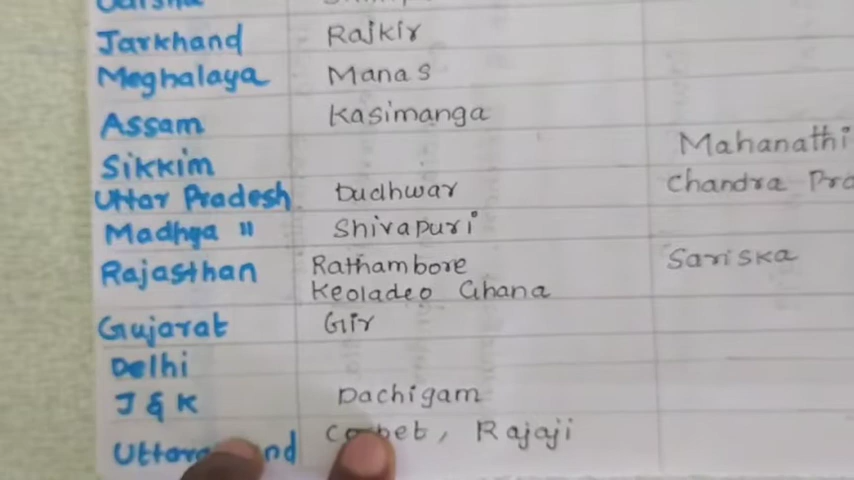 Jarkhand Rajkir
Meghalaya Manas
Assam Kasimanga
Sikkim Mahanathi
Uttar Pradesh Dudhwar Chandra
Madhya " Shivapuri
Rajasthan Rathambore Sariska
Keoladeo Ghana
Gujarat Gir
Delhi
J & K Dachigam
Rajaji